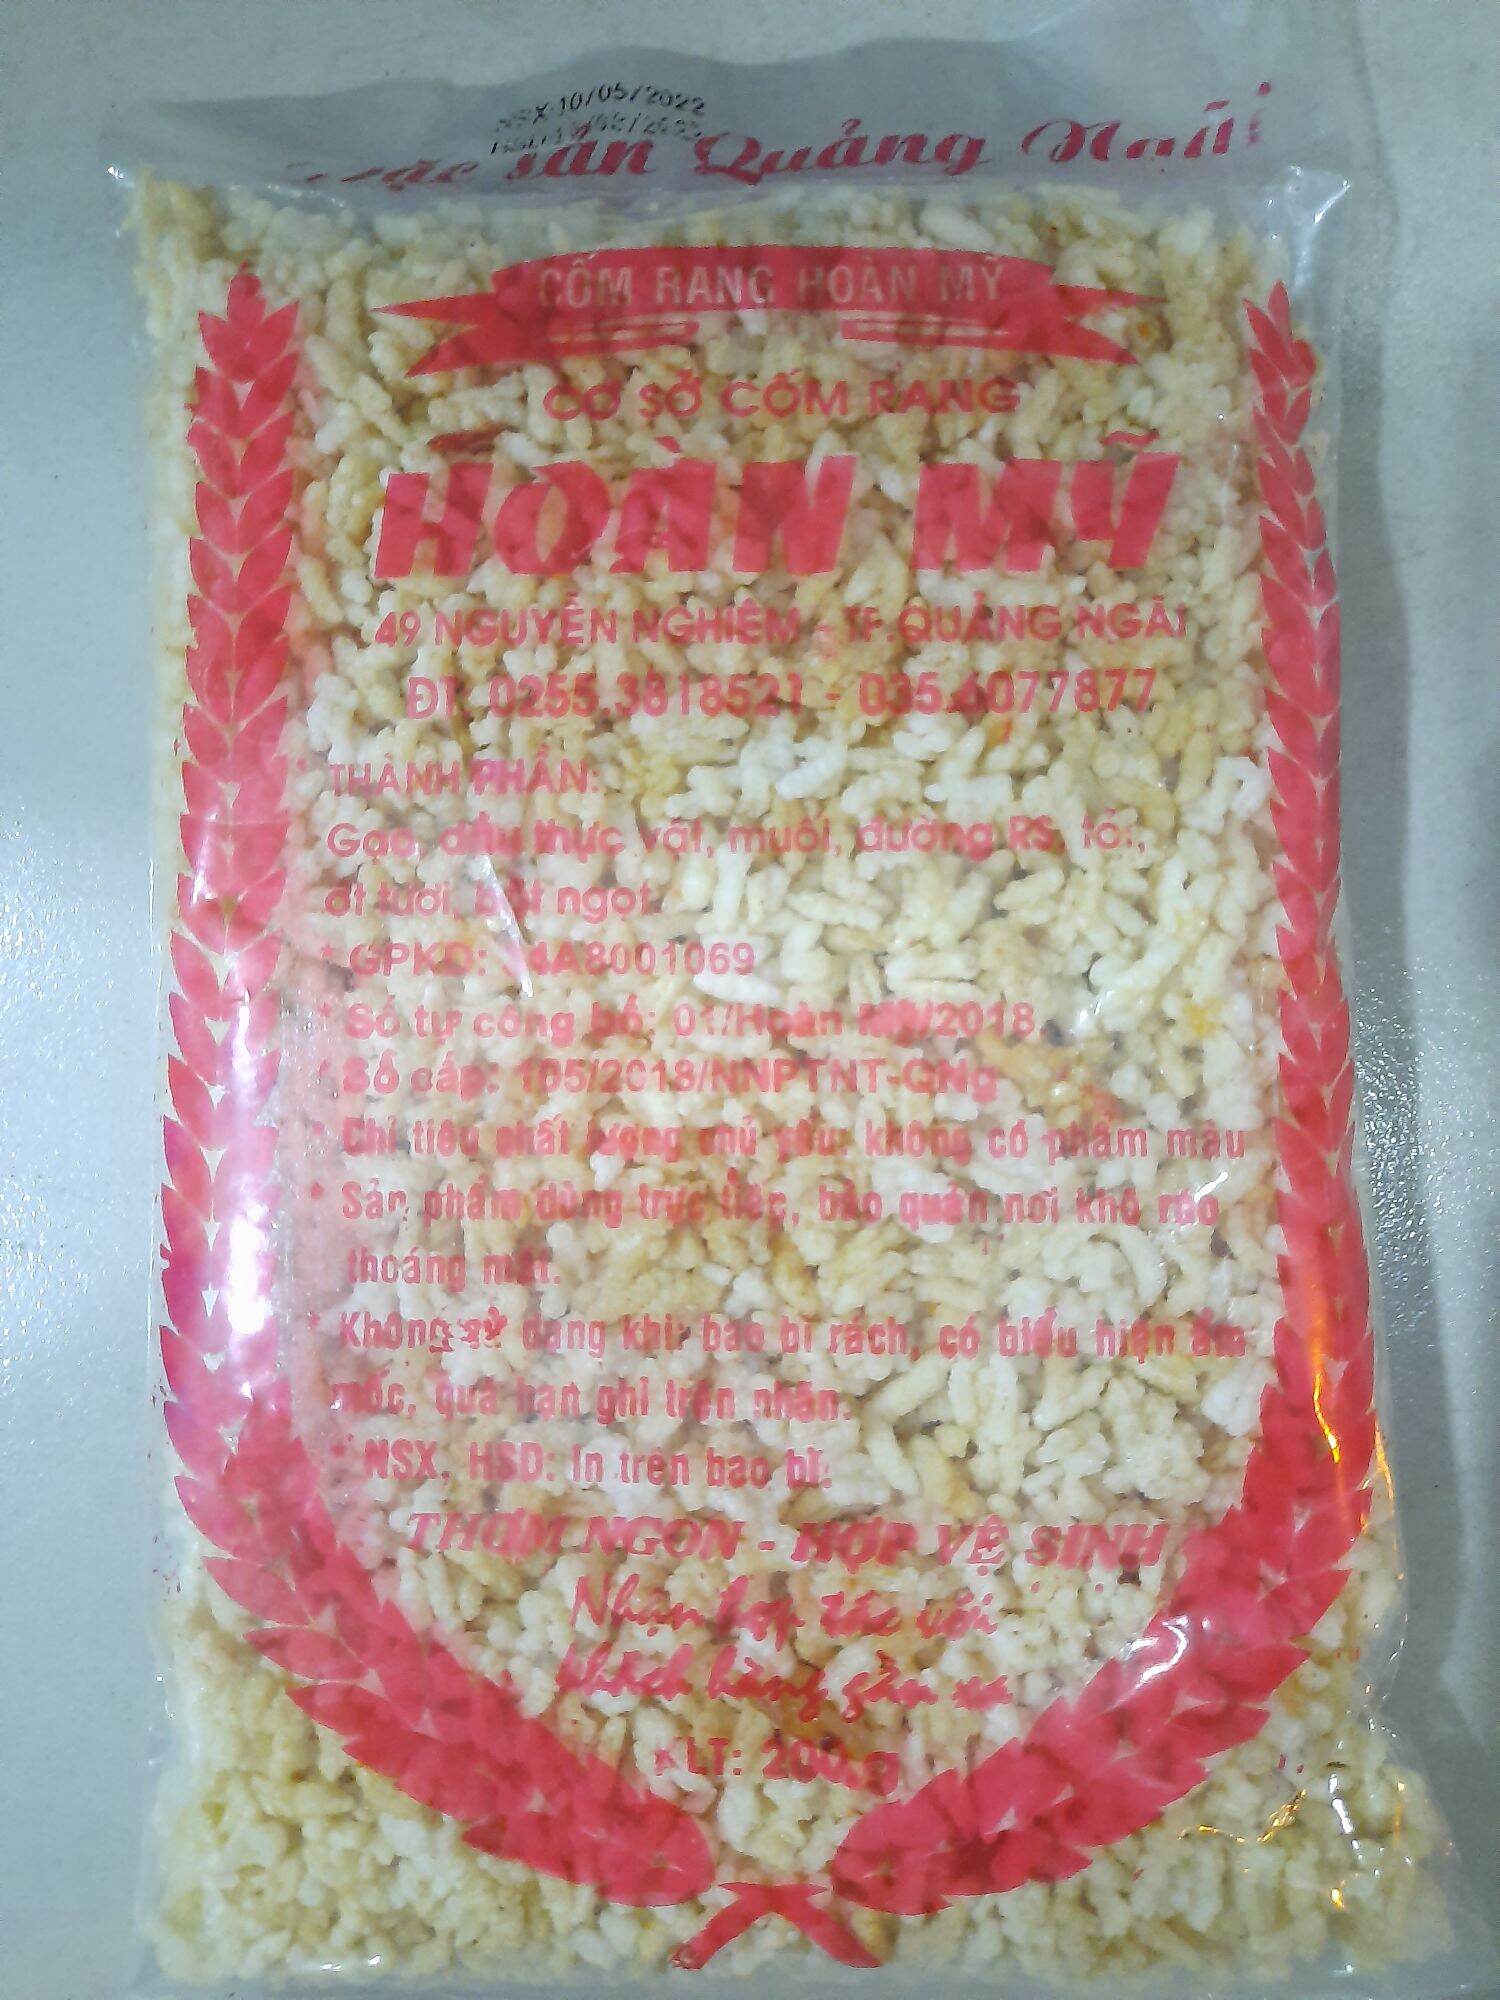 NSX:10/05/2022
Đặc sản Quảng Ngãi
CỐM RANG HOÀN MỸ
CƠ SỞ CỐM RANG
HOÀN MỸ
49 NGUYỄN NGHIÊM - TP.QUẢNG NGÃI
ĐT: 0255.3818521 - 035.6077877
* THÀNH PHẦN:
Gạo, dầu thực vật, muối, đường RS, tỏi,
ớt tươi, bột ngọt.
* GPKD: 34A8001069
* Số tự công bố: 01/Hoàn Mỹ/2018
* Số cấp: 105/2018/NNPTNT-QNg
* Chỉ tiêu chất lượng chủ yếu: không có phẩm màu
* Sản phẩm dùng trực tiếp, bảo quản nơi khô ráo
thoáng mát.
* Không sử dụng khi: bao bì rách, có biểu hiện ẩm
mốc, quá hạn ghi trên nhãn.
* NSX, HSD: In trên bao bì.
THƠM NGON - HỢP VỆ SINH
Nhận hợp tác với
khách hàng gần xa
KLT: 200 g